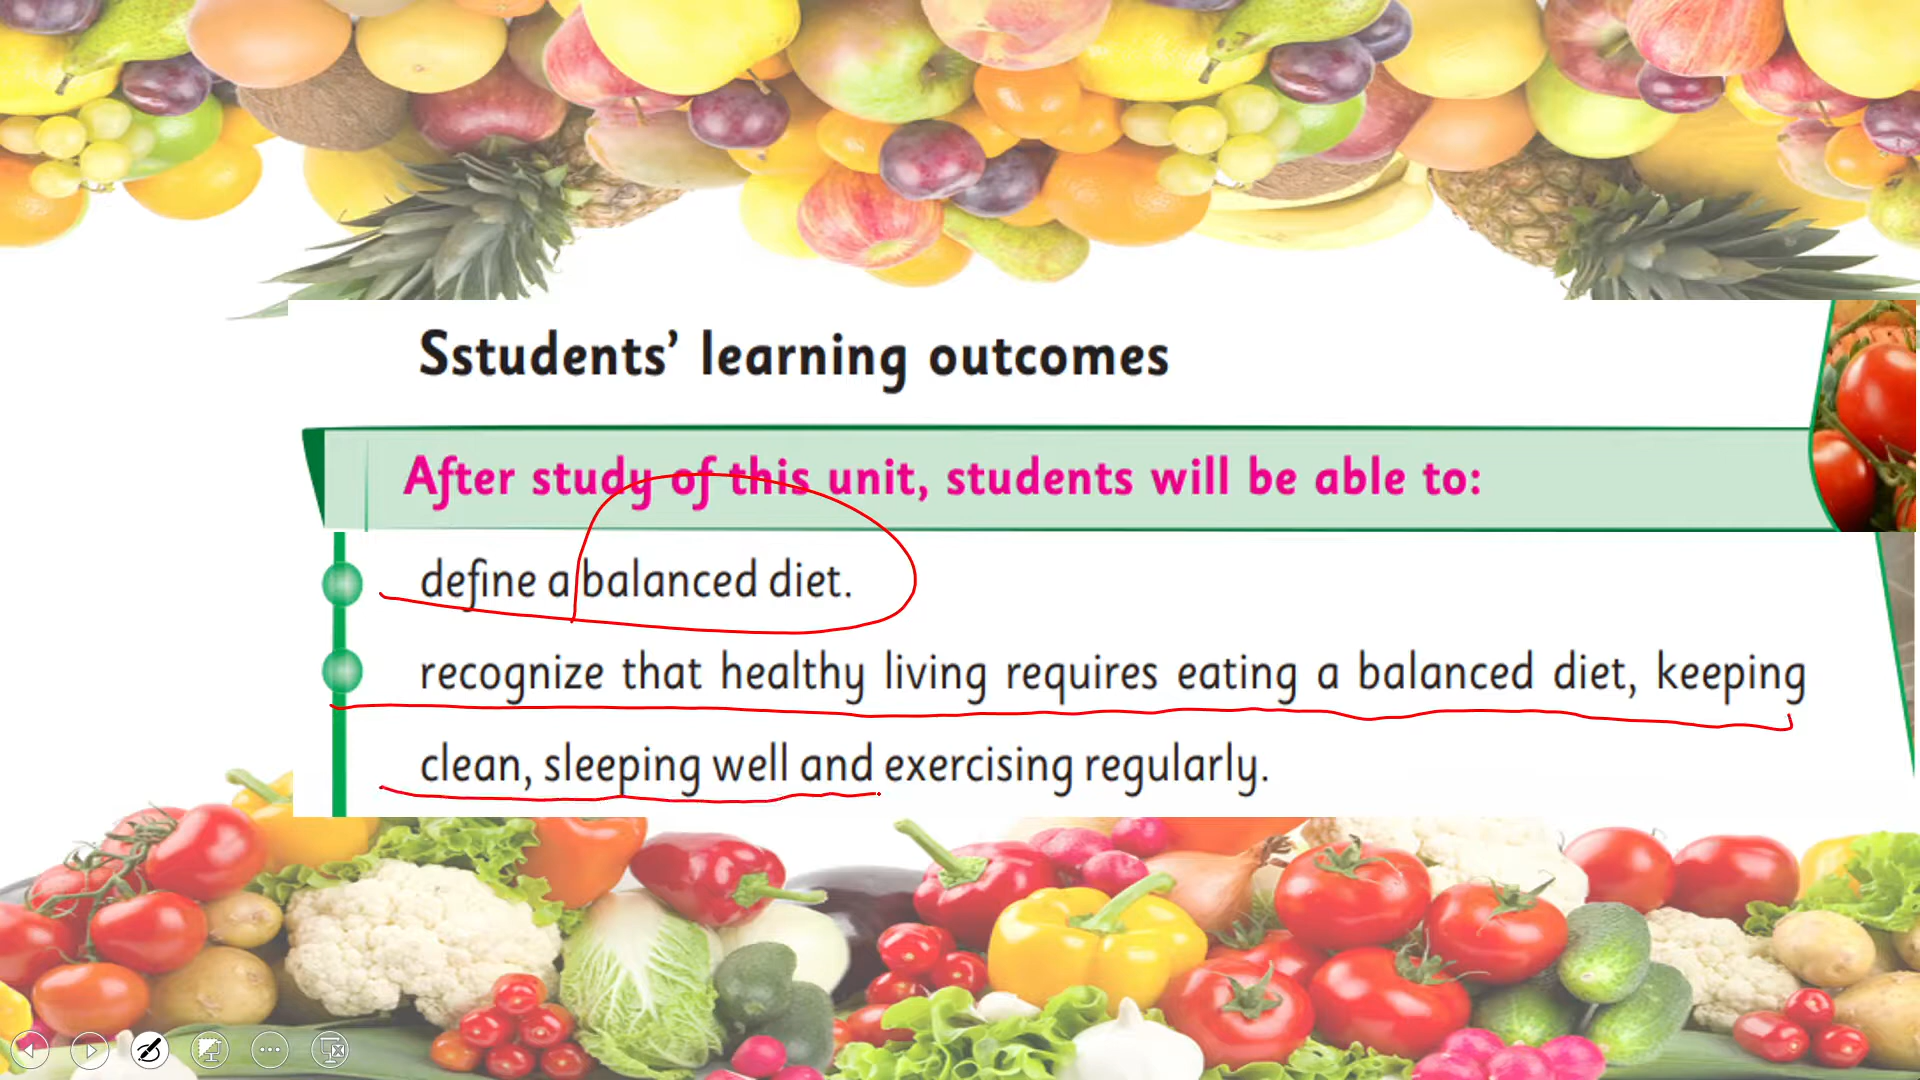 Sstudents’ learning outcomes
After study of this unit, students will be able to:
define a balanced diet.
recognize that healthy living requires eating a balanced diet, keeping
clean, sleeping well and exercising regularly.